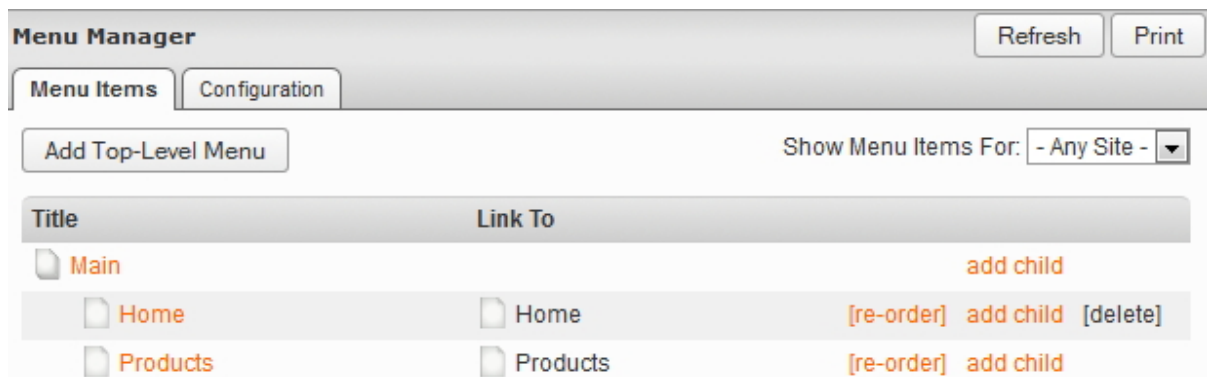 Menu Manager Refresh Print
Menu Items Configuration
Add Top-Level Menu Show Menu Items For: - Any Site -
Title Link To
Main add child
Home Home [re-order] add child [delete]
Products Products [re-order] add child